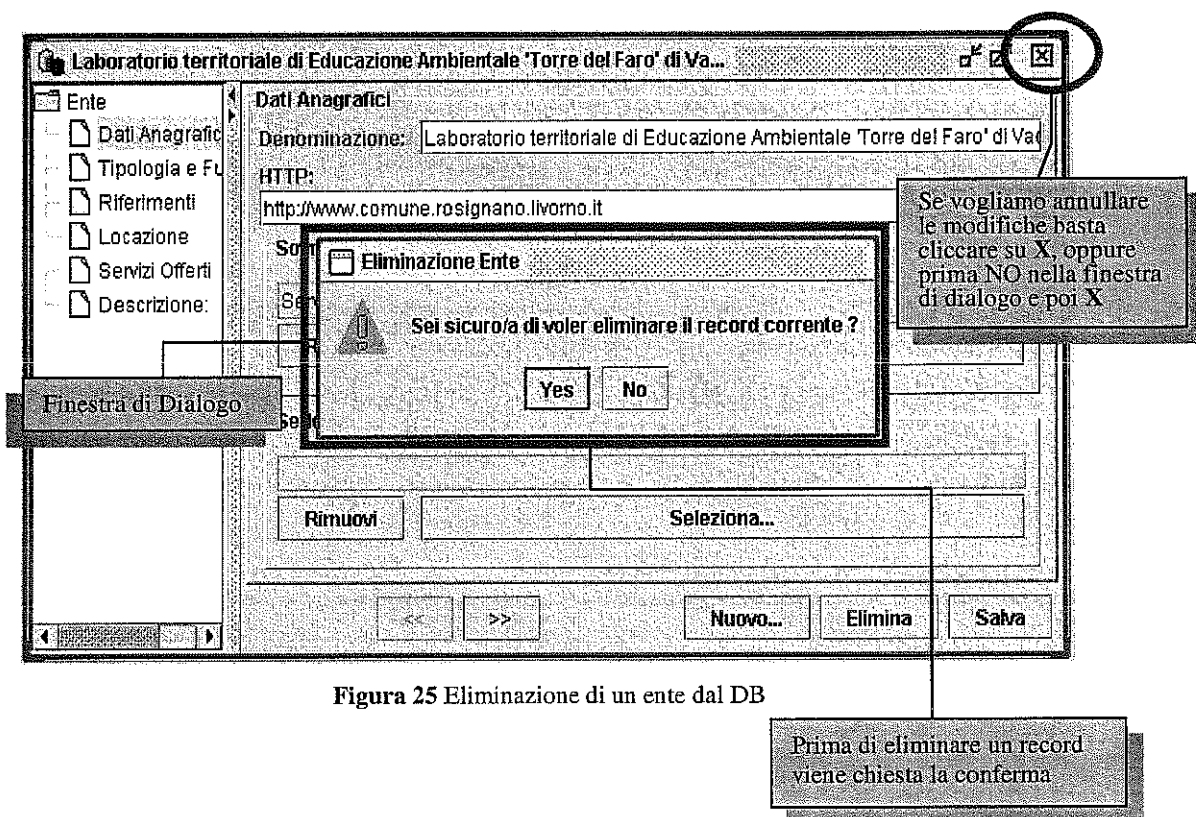 Laboratorio territoriale di Educazione Ambientale 'Torre del Faro' di Va...
Ente
Dati Anagrafic
Tipologia e Fu
Riferimenti
Locazione
Servizi Offerti
Descrizione:
Dati Anagrafici
Denominazione: Laboratorio territoriale di Educazione Ambientale 'Torre del Faro' di Vad
HTTP:
http://www.comune.rosignano.livorno.it
Se vogliamo annullare
le modifiche basta
cliccare su X, oppure
prima NO nella finestra
di dialogo e poi X
Eliminazione Ente
Sei sicuro/a di voler eliminare il record corrente ?
Yes No
Finestra di Dialogo
Rimuovi Seleziona...
<< >> Nuovo... Elimina Salva
Figura 25 Eliminazione di un ente dal DB
Prima di eliminare un record
viene chiesta la conferma